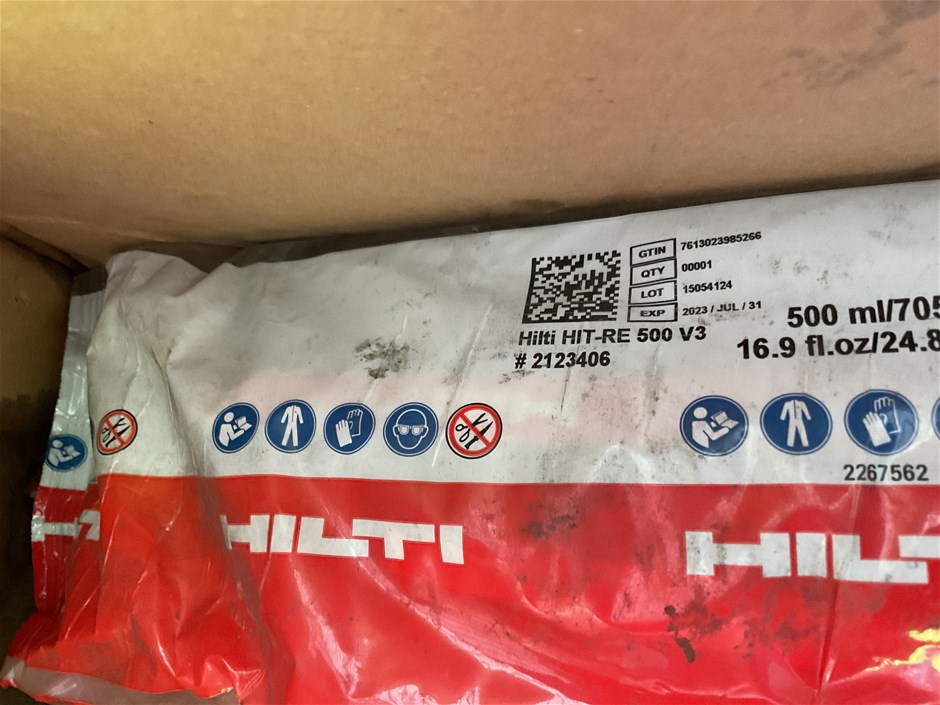 GTIN 7613023985266
QTY 00001
LOT 15054124
EXP 2023 / JUL / 31
Hilti HIT-RE 500 V3
# 2123406
500 ml/705
16.9 fl.oz/24.8
2267562
HILTI
HILTI